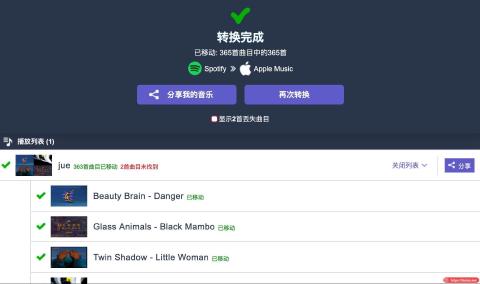 转换完成
已移动: 365首曲目中的365首
Spotify » Apple Music
分享我的音乐
再次转换
显示2首丢失曲目
播放列表 (1)
jue 363首曲目已移动 2首曲目未找到
关闭列表
分享
Beauty Brain - Danger 已移动
Glass Animals - Black Mambo 已移动
Twin Shadow - Little Woman 已移动